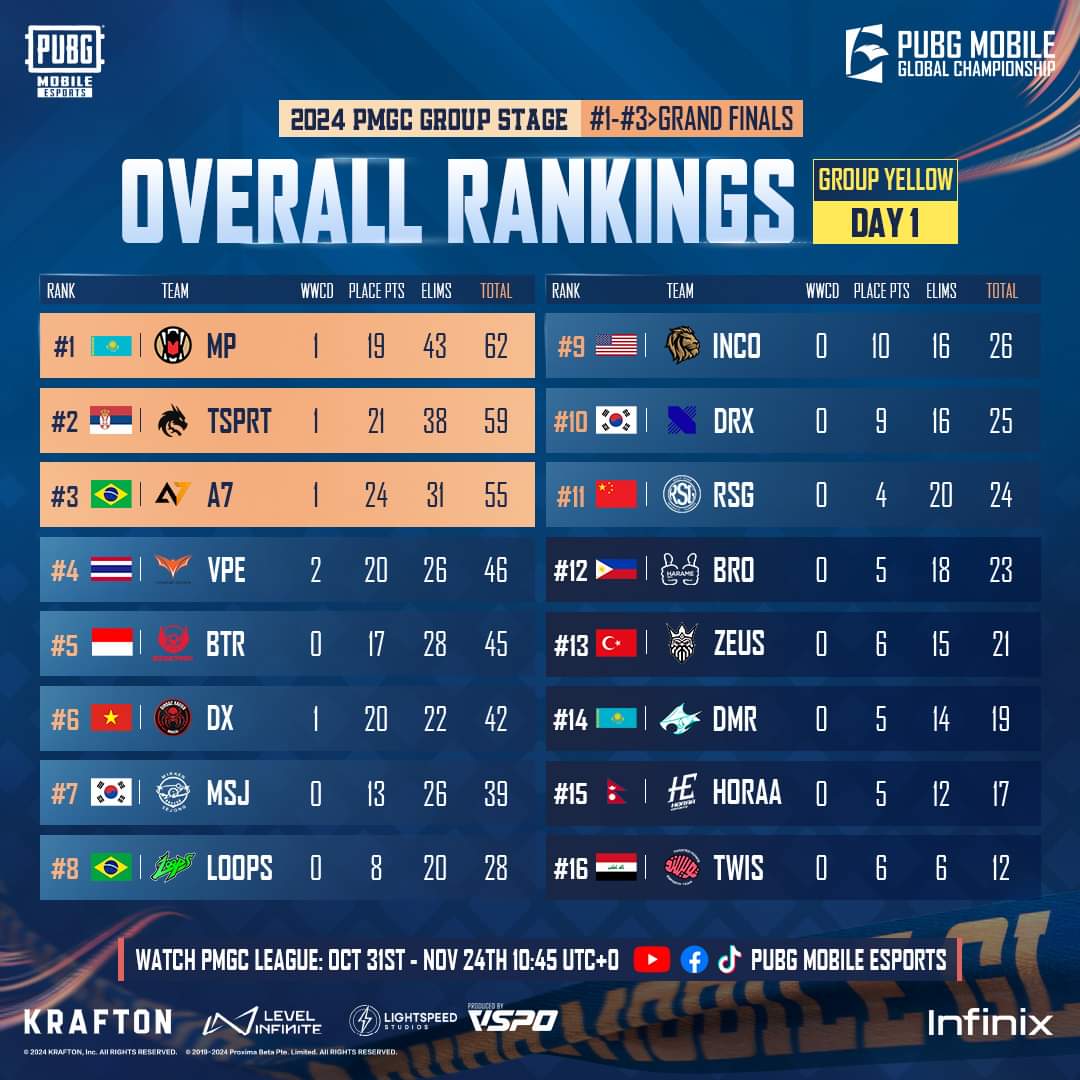 PUBG
MOBILE
ESPORTS
PUBG MOBILE
GLOBAL CHAMPIONSHIP
2024 PMGC GROUP STAGE #1-#3>GRAND FINALS
OVERALL RANKINGS
GROUP YELLOW
DAY 1
RANK TEAM WWCD PLACE PTS ELIMS TOTAL
#1 MP 1 19 43 62
#2 TSPRT 1 21 38 59
#3 A7 1 24 31 55
#4 VPE 2 20 26 46
#5 BTR 0 17 28 45
#6 DX 1 20 22 42
#7 MSJ 0 13 26 39
#8 LOOPS 0 8 20 28
RANK TEAM WWCD PLACE PTS ELIMS TOTAL
#9 INCO 0 10 16 26
#10 DRX 0 9 16 25
#11 RSG 0 4 20 24
#12 HARAME BRO 0 5 18 23
#13 ZEUS 0 6 15 21
#14 DMR 0 5 14 19
#15 HORAA 0 5 12 17
#16 TWIS 0 6 6 12
WATCH PMGC LEAGUE: OCT 31ST - NOV 24TH 10:45 UTC+0 PUBG MOBILE ESPORTS
KRAFTON
LEVEL INFINITE
LIGHTSPEED STUDIOS
PRODUCED BY
VSPO
Infinix
© 2024 KRAFTON, Inc. All RIGHTS RESERVED. © 2019-2024 Proxima Beta Pte. Limited. All RIGHTS RESERVED.